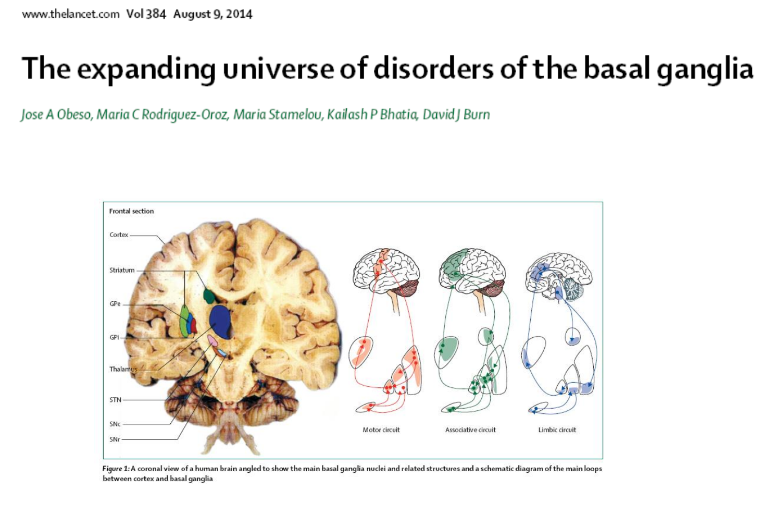 www.thelancet.com Vol 384 August 9, 2014
The expanding universe of disorders of the basal ganglia
Jose A Obeso, Maria C Rodriguez-Oroz, Maria Stamelou, Kailash P Bhatia, David J Burn
Frontal section
Cortex
Striatum
GPe
GPi
Thalamus
STN
SNc
SNr
Motor circuit
Associative circuit
Limbic circuit
Figure 1: A coronal view of a human brain angled to show the main basal ganglia nuclei and related structures and a schematic diagram of the main loops
between cortex and basal ganglia